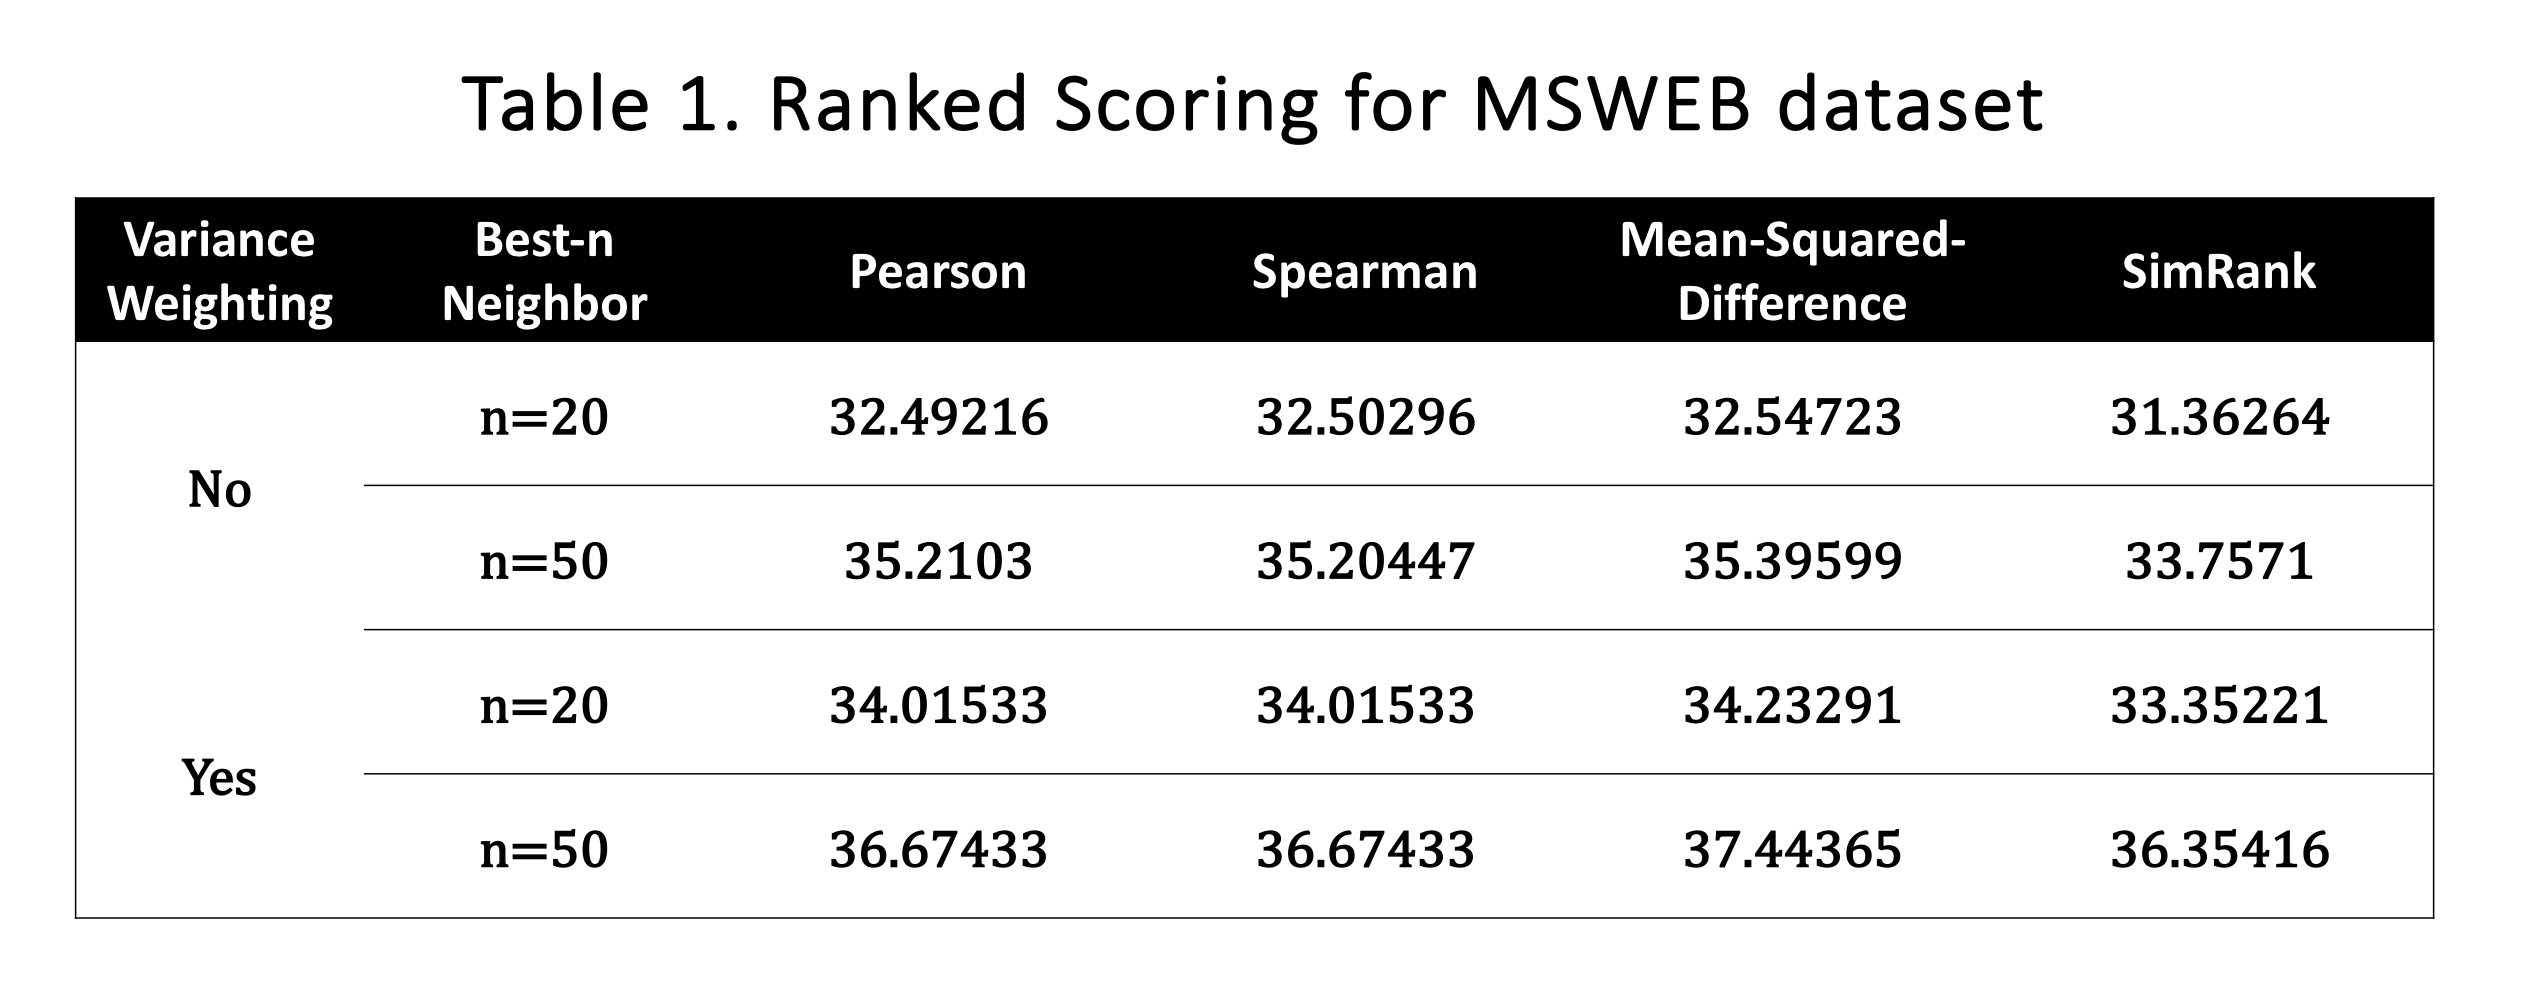 Table 1. Ranked Scoring for MSWEB dataset
Variance Weighting Best-n Neighbor Pearson Spearman Mean-Squared-Difference SimRank
No
n=20 32.49216 32.50296 32.54723 31.36264
n=50 35.2103 35.20447 35.39599 33.7571
Yes
n=20 34.01533 34.01533 34.23291 33.35221
n=50 36.67433 36.67433 37.44365 36.35416